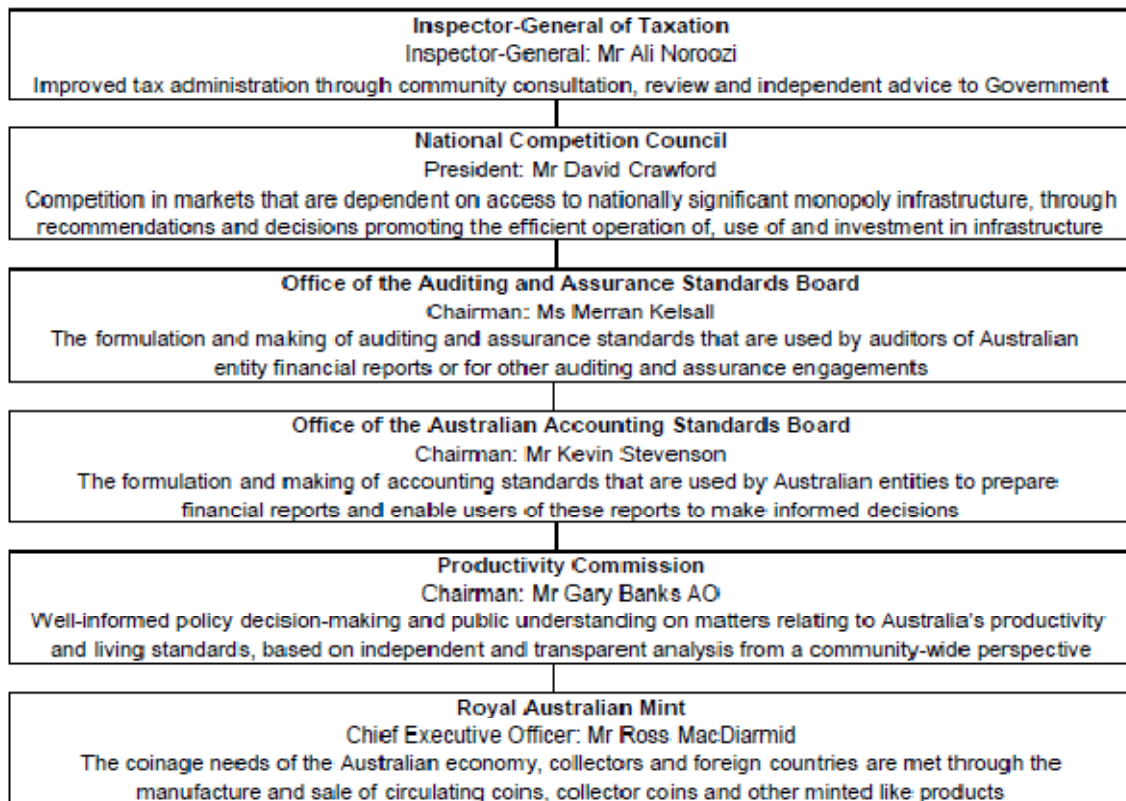 Inspector-General of Taxation
Inspector-General: Mr Ali Noroozi
Improved tax administration through community consultation, review and independent advice to Government
National Competition Council
President: Mr David Crawford
Competition in markets that are dependent on access to nationally significant monopoly infrastructure, through
recommendations and decisions promoting the efficient operation of, use of and investment in infrastructure
Office of the Auditing and Assurance Standards Board
Chairman: Ms Merran Kelsall
The formulation and making of auditing and assurance standards that are used by auditors of Australian
entity financial reports or for other auditing and assurance engagements
Office of the Australian Accounting Standards Board
Chairman: Mr Kevin Stevenson
The formulation and making of accounting standards that are used by Australian entities to prepare
financial reports and enable users of these reports to make informed decisions
Productivity Commission
Chairman: Mr Gary Banks AO
Well-informed policy decision-making and public understanding on matters relating to Australia's productivity
and living standards, based on independent and transparent analysis from a community-wide perspective
Royal Australian Mint
Chief Executive Officer: Mr Ross MacDiarmid
The coinage needs of the Australian economy, collectors and foreign countries are met through the
manufacture and sale of circulating coins, collector coins and other minted like products